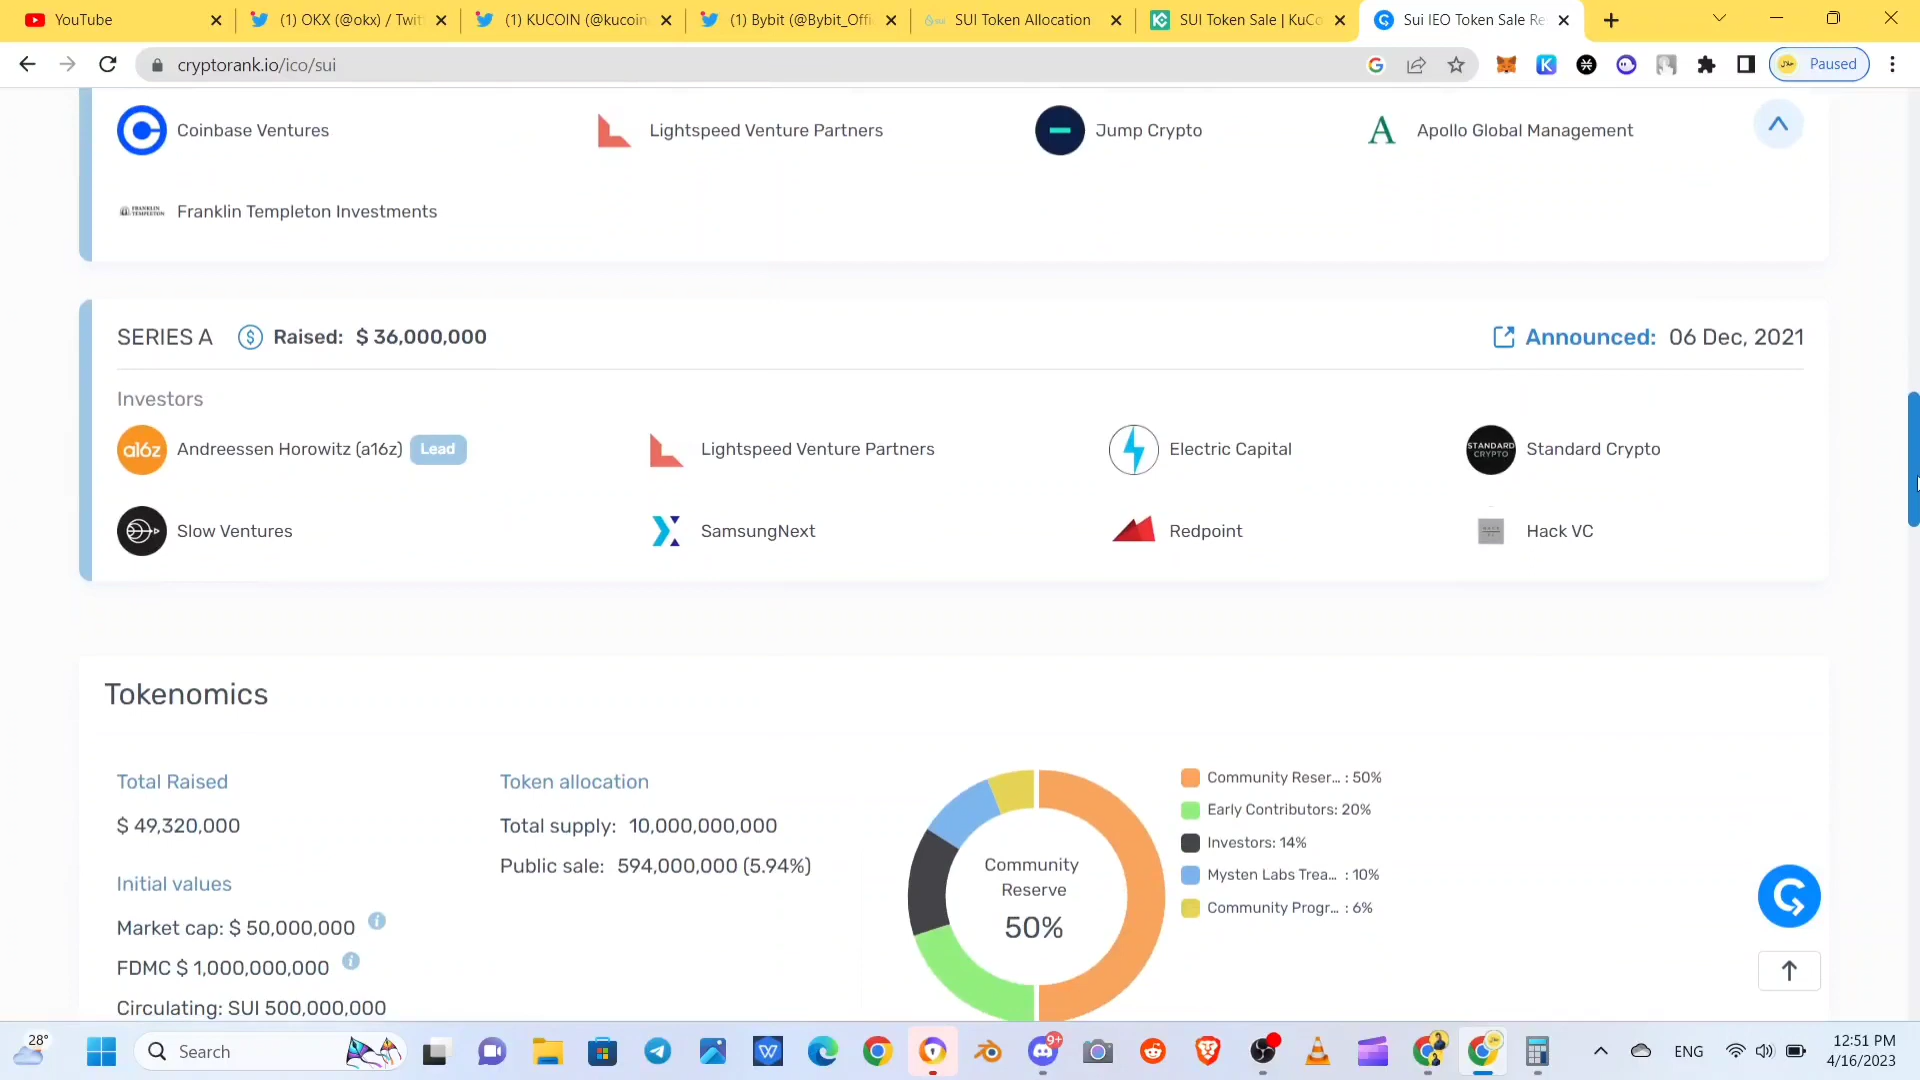 YouTube
(1) OKX (@okx) / Twit
(1) KUCOIN (@kucoin
(1) Bybit (@Bybit_Offi
SUI Token Allocation
SUI Token Sale | KuCo
Sui IEO Token Sale Re
cryptorank.io/ico/sui
Paused
Coinbase Ventures
Lightspeed Venture Partners
Jump Crypto
Apollo Global Management
FRANKLIN
TEMPLETON
Franklin Templeton Investments
SERIES A
Raised: $ 36,000,000
Announced: 06 Dec, 2021
Investors
a16z
Andreessen Horowitz (a16z)
Lead
Lightspeed Venture Partners
Electric Capital
STANDARD
CRYPTO
Standard Crypto
Slow Ventures
SamsungNext
Redpoint
Hack VC
Tokenomics
Total Raised
$ 49,320,000
Initial values
Market cap: $ 50,000,000
FDMC $ 1,000,000,000
Circulating: SUI 500,000,000
Token allocation
Total supply: 10,000,000,000
Public sale: 594,000,000 (5.94%)
Community
Reserve
50%
Community Reser... : 50%
Early Contributors: 20%
Investors: 14%
Mysten Labs Trea... : 10%
Community Progr... : 6%
28°
Search
9+
ENG
12:51 PM
4/16/2023